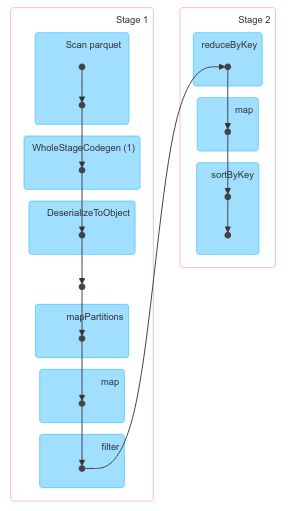 Stage 1
Scan parquet
WholeStageCodegen (1)
DeserializeToObject
mapPartitions
map
filter
Stage 2
reduceByKey
map
sortByKey